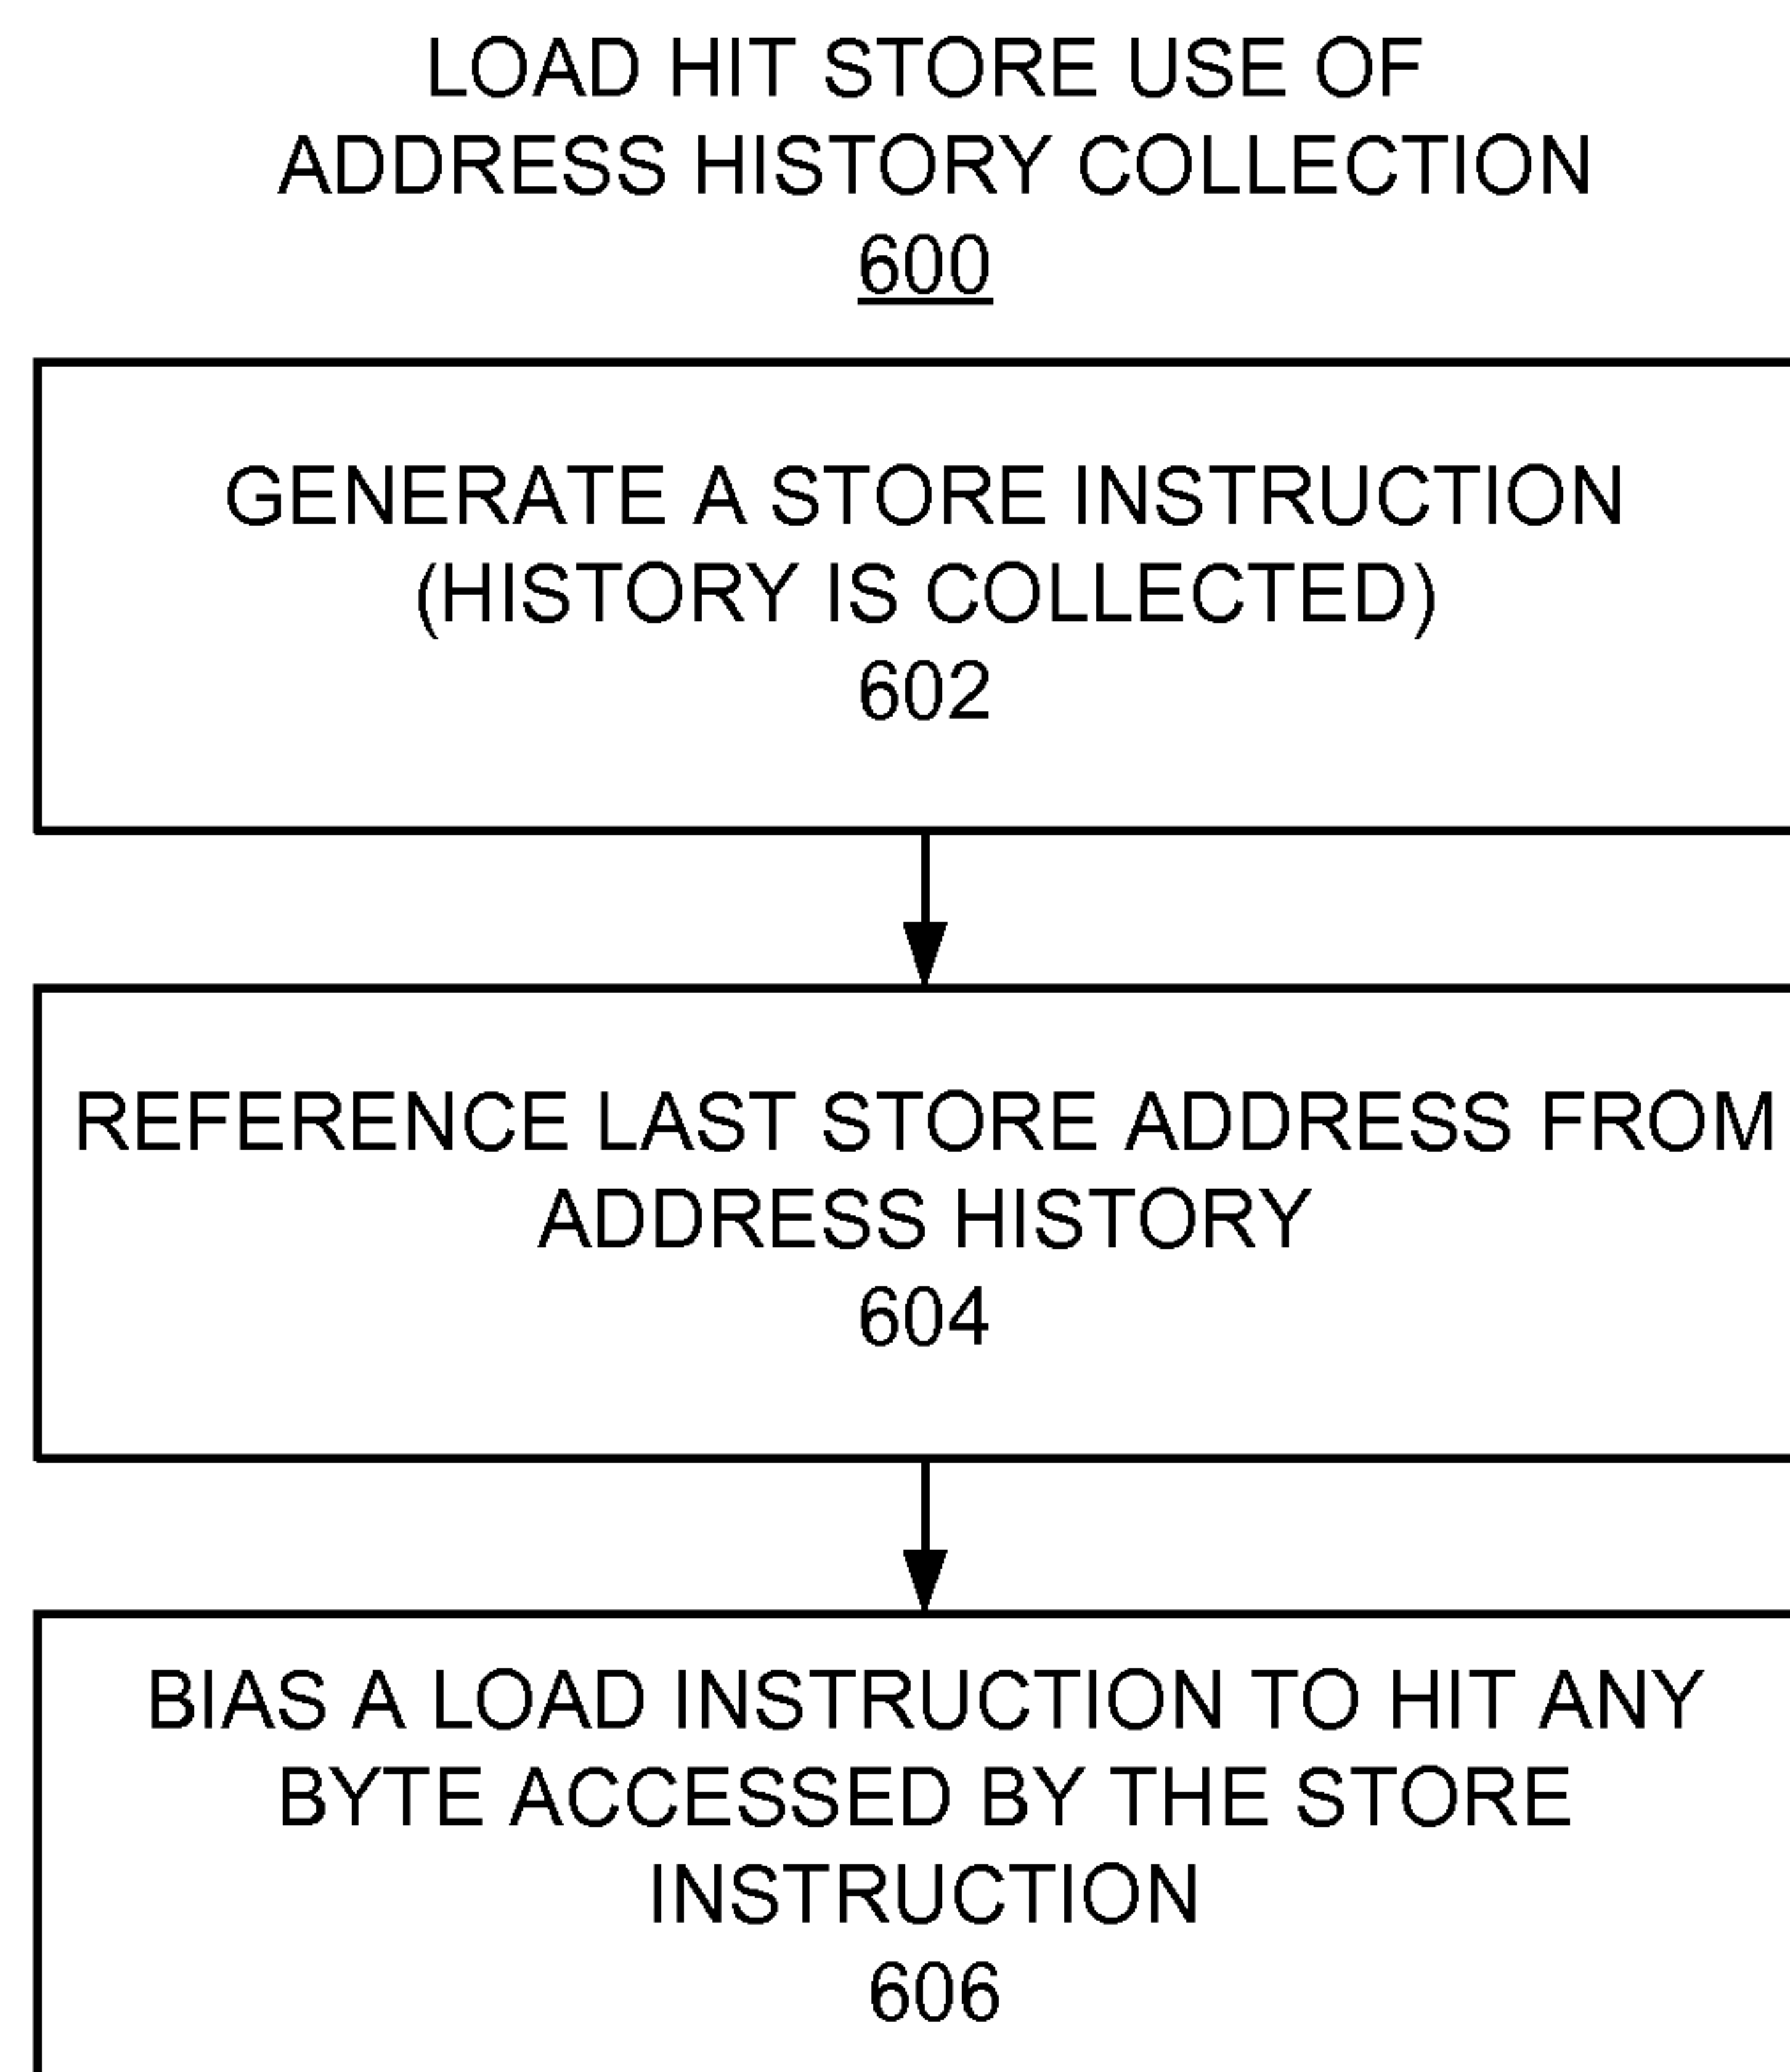 LOAD HIT STORE USE OF
ADDRESS HISTORY COLLECTION
600
GENERATE A STORE INSTRUCTION
(HISTORY IS COLLECTED)
602
REFERENCE LAST STORE ADDRESS FROM
ADDRESS HISTORY
604
BIAS A LOAD INSTRUCTION TO HIT ANY
BYTE ACCESSED BY THE STORE
INSTRUCTION
606